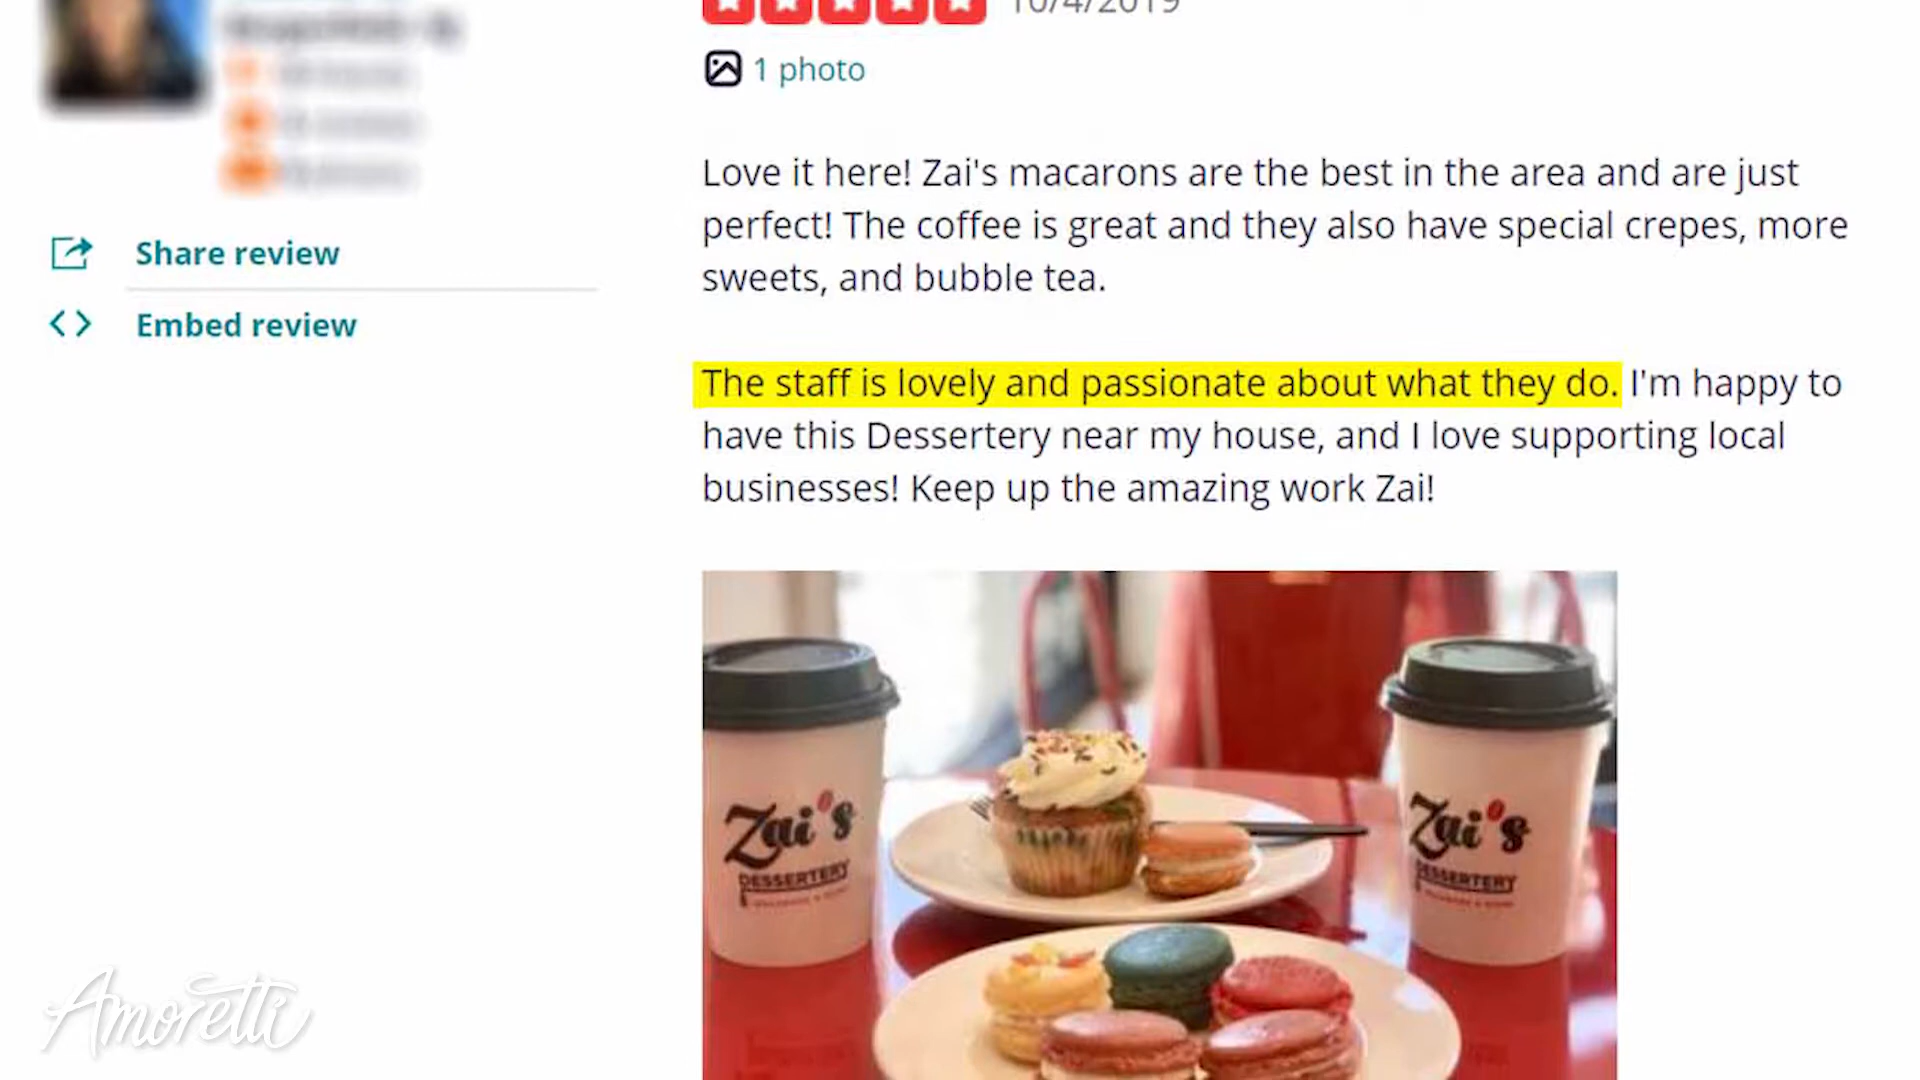 10/4/2019
1 photo
Love it here! Zai's macarons are the best in the area and are just
perfect! The coffee is great and they also have special crepes, more
sweets, and bubble tea.
Share review
Embed review
The staff is lovely and passionate about what they do. I'm happy to
have this Dessertery near my house, and I love supporting local
businesses! Keep up the amazing work Zai!
Zai's
DESSERTERY
Zai's
DESSERTERY
Amoretti